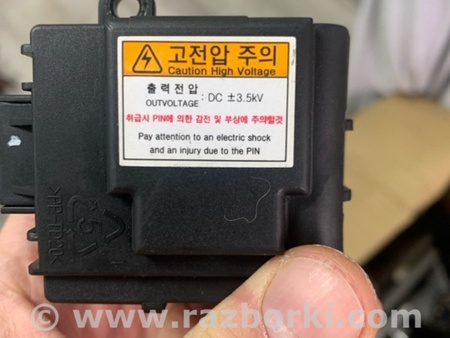 고전압 주의
Caution High Voltage
출 력 전 압 : DC ±3.5kV
OUTVOLTAGE
취급시 PIN에 의한 감전 및 부상에 주의할것
Pay attention to an electric shock
and an injury due to the PIN
www.razborki.com